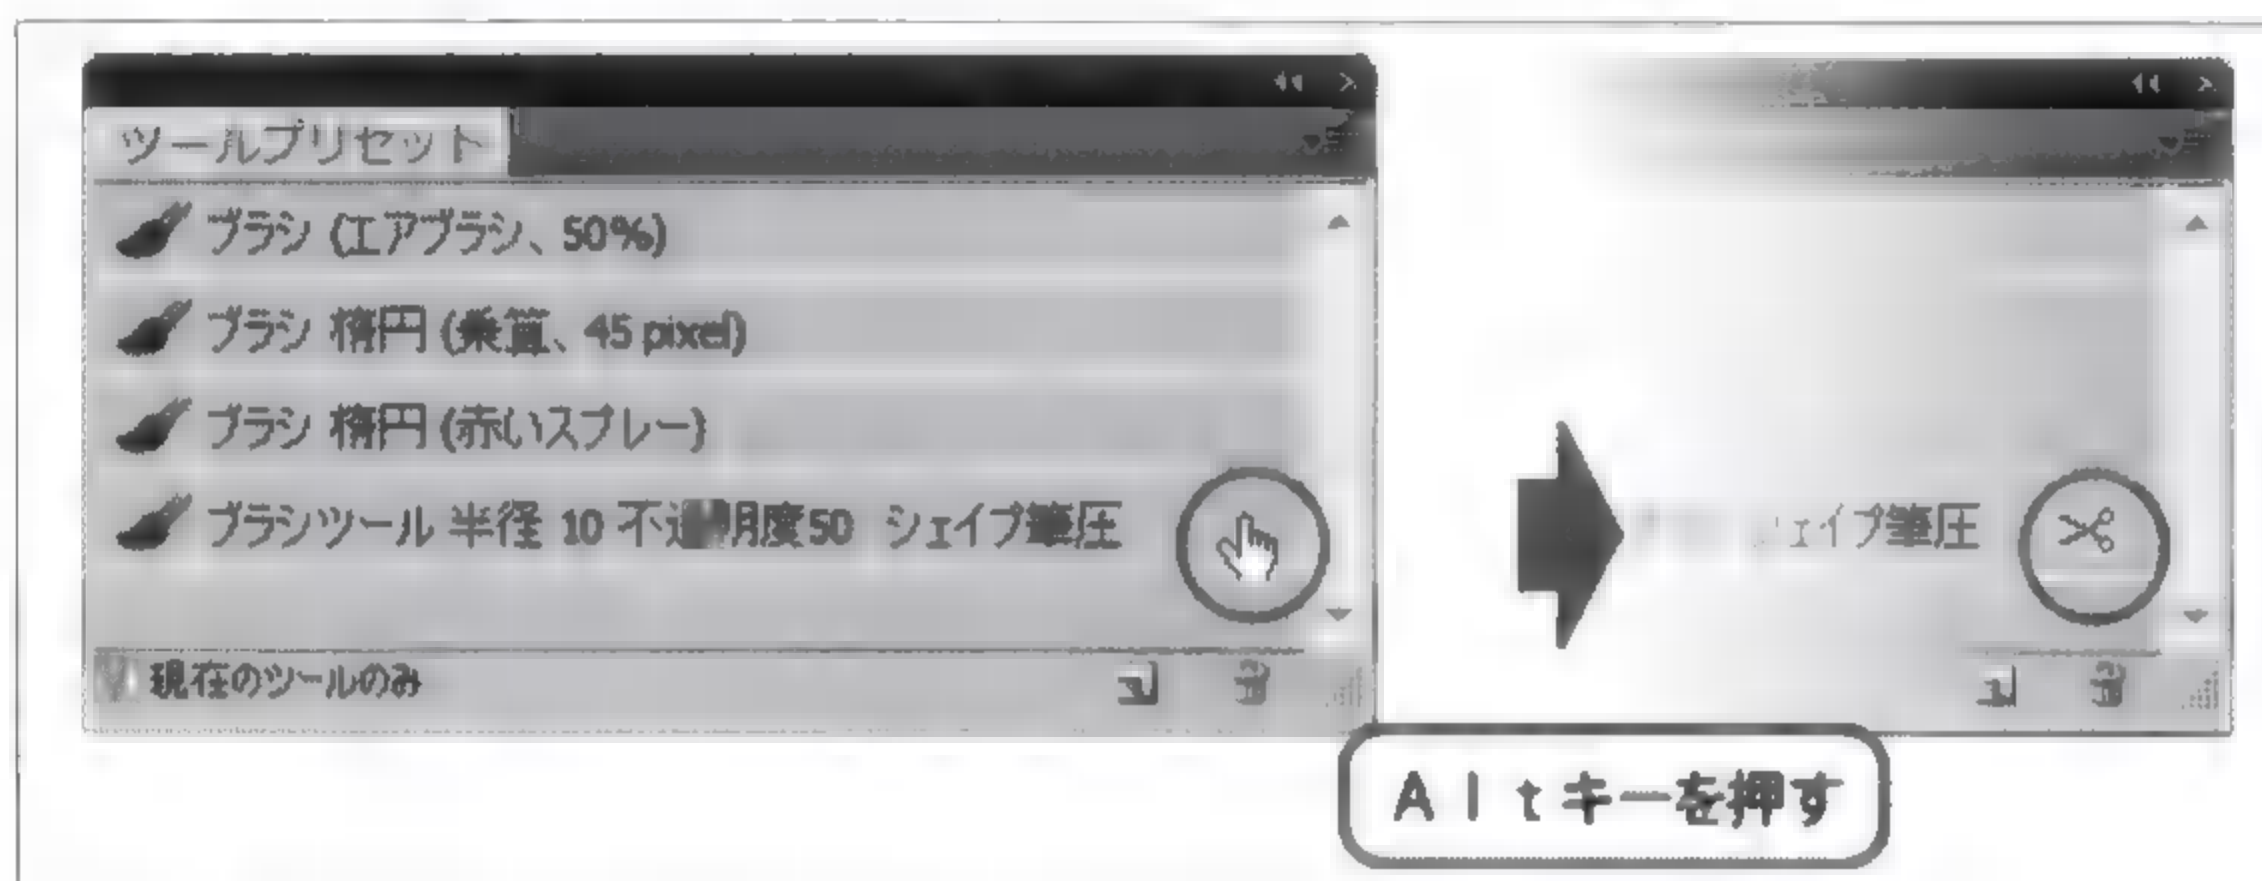 ツールプリセット
ブラシ (エアブラシ、 50%)
ブラシ 楕円 (乗算、 45 pixel)
ブラシ 楕円 (赤いスプレー)
ブラシツール 半径 10 不透明度50 シェイプ筆圧
現在のツールのみ
シェイプ筆圧
Altキーを押す